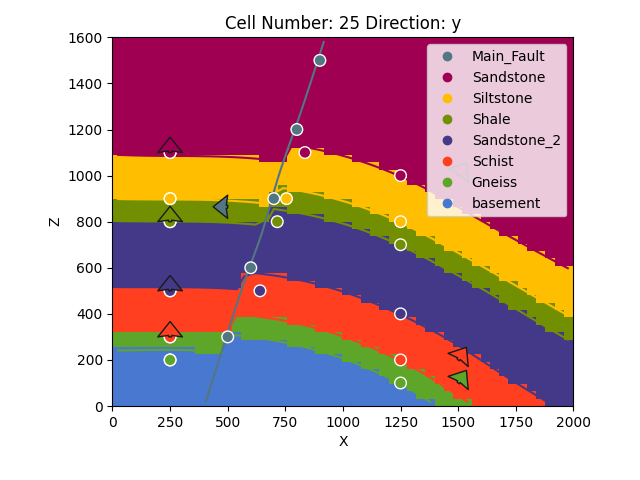 Cell Number: 25 Direction: y
1600
1400
1200
1000
800
600
400
200
0
Z
Main_Fault
Sandstone
Siltstone
Shale
Sandstone_2
Schist
Gneiss
basement
0 250 500 750 1000 1250 1500 1750 2000
X